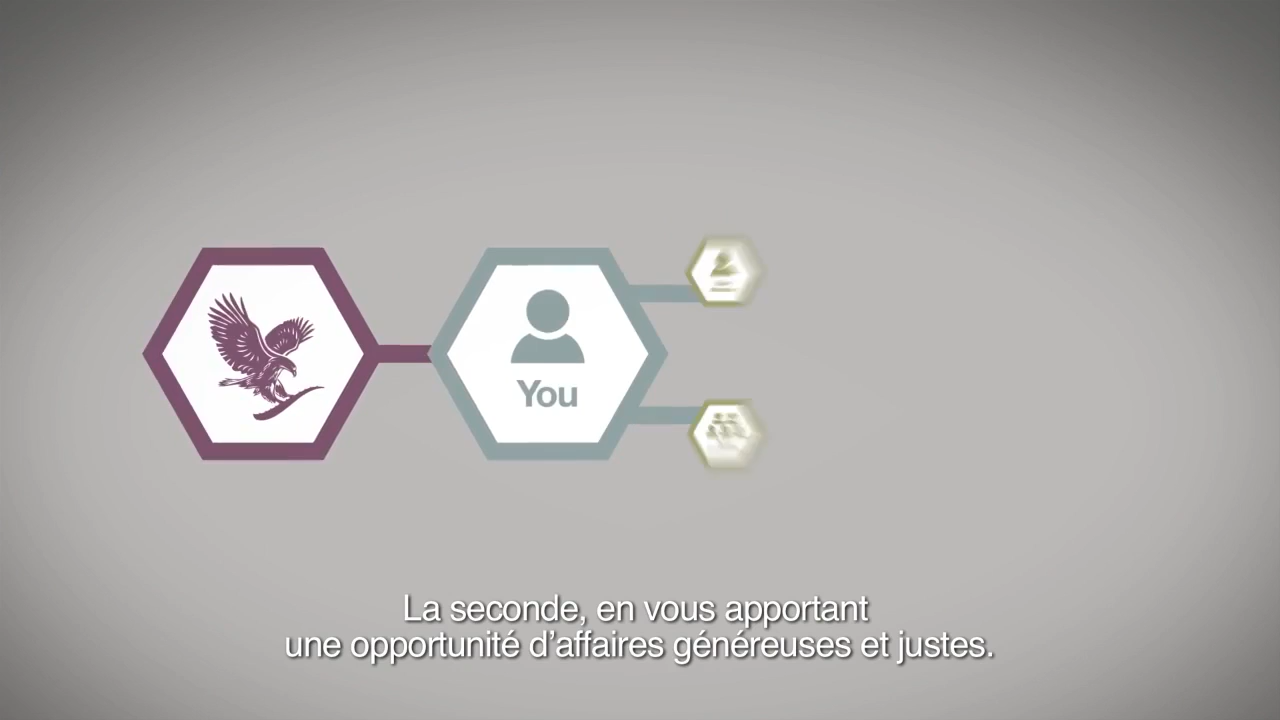 You
La seconde, en vous apportant
une opportunité d’affaires généreuses et justes.